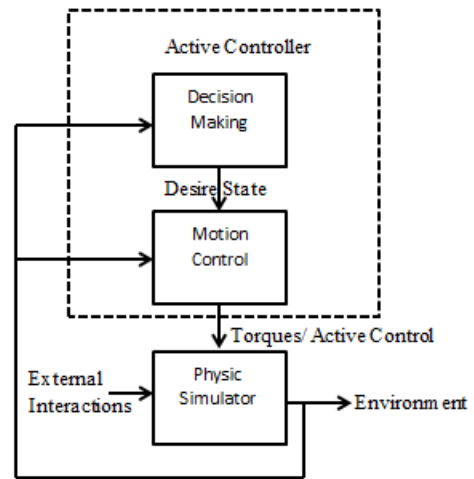 Active Controller
Decision
Making
Desire State
Motion
Control
Torques/ Active Control
External
Interactions
Physic
Simulator
Environment